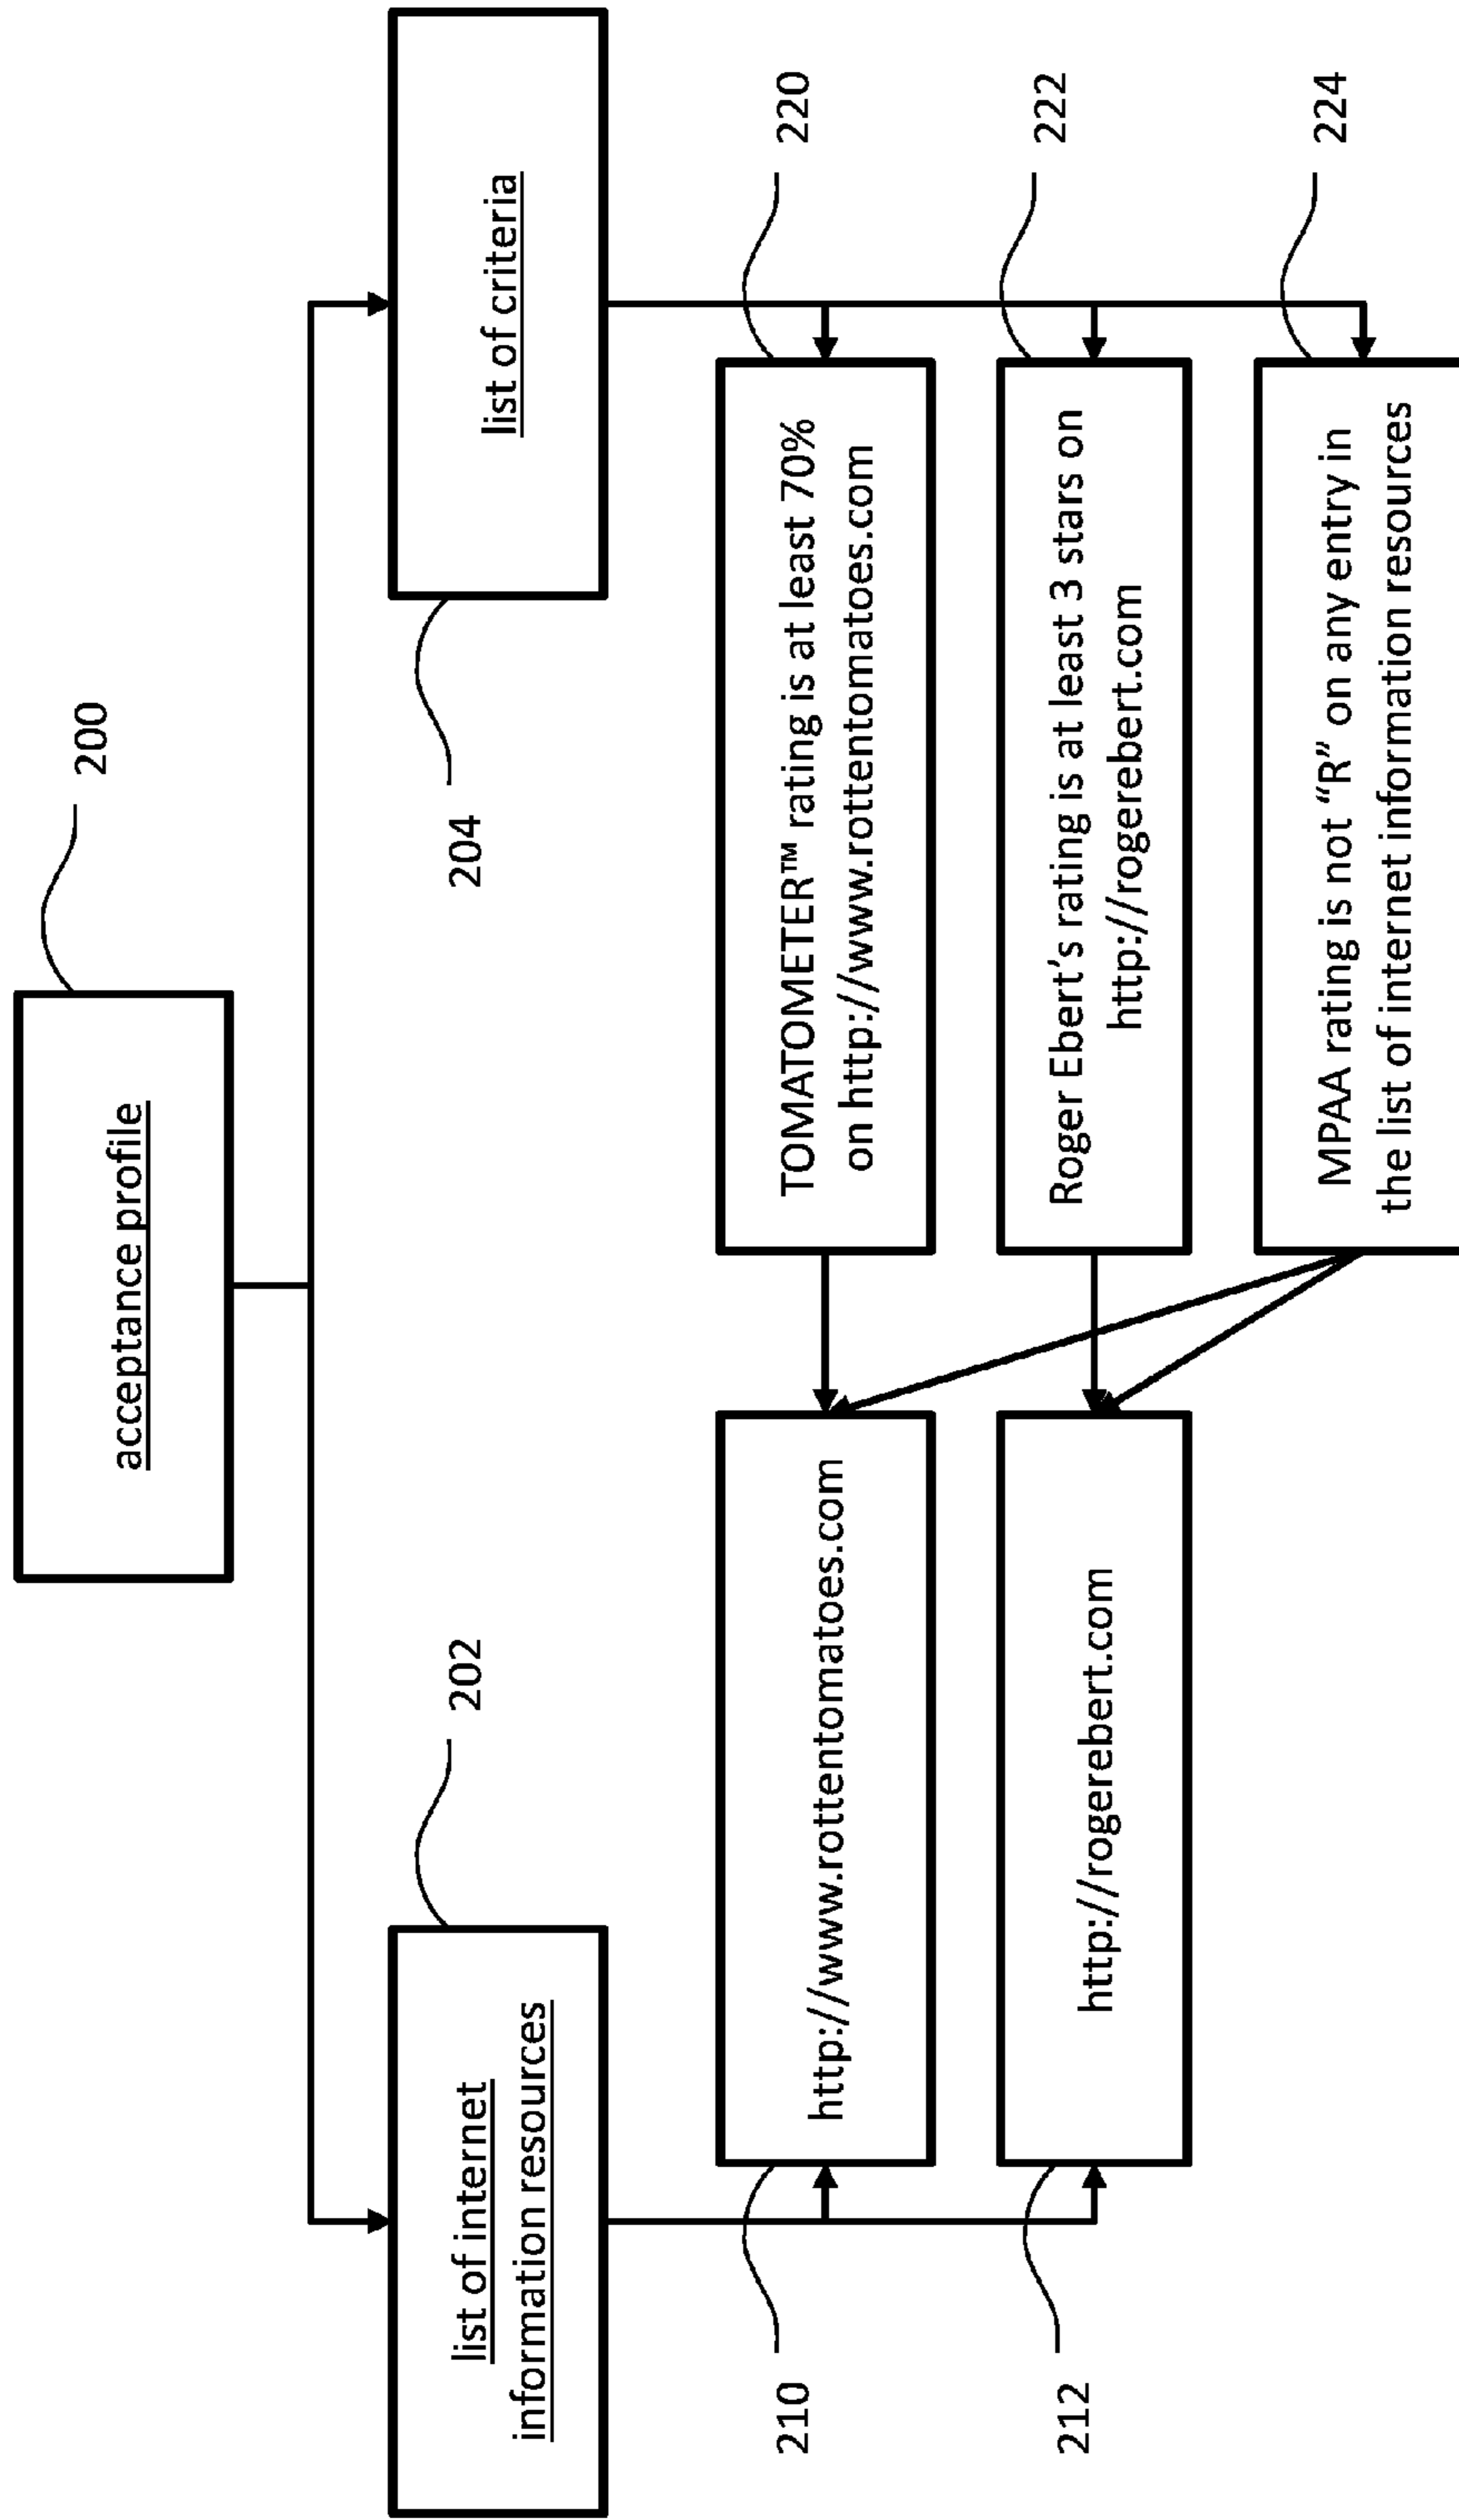 acceptance profile
200
list of internet
information resources
202
list of criteria
204
http://www.rottentomatoes.com
210
TOMATOMETER™ rating is at least 70%
on http://www.rottentomatoes.com
220
http://rogerebert.com
212
Roger Ebert’s rating is at least 3 stars on
http://rogerebert.com
222
MPAA rating is not “R” on any entry in
the list of internet information resources
224